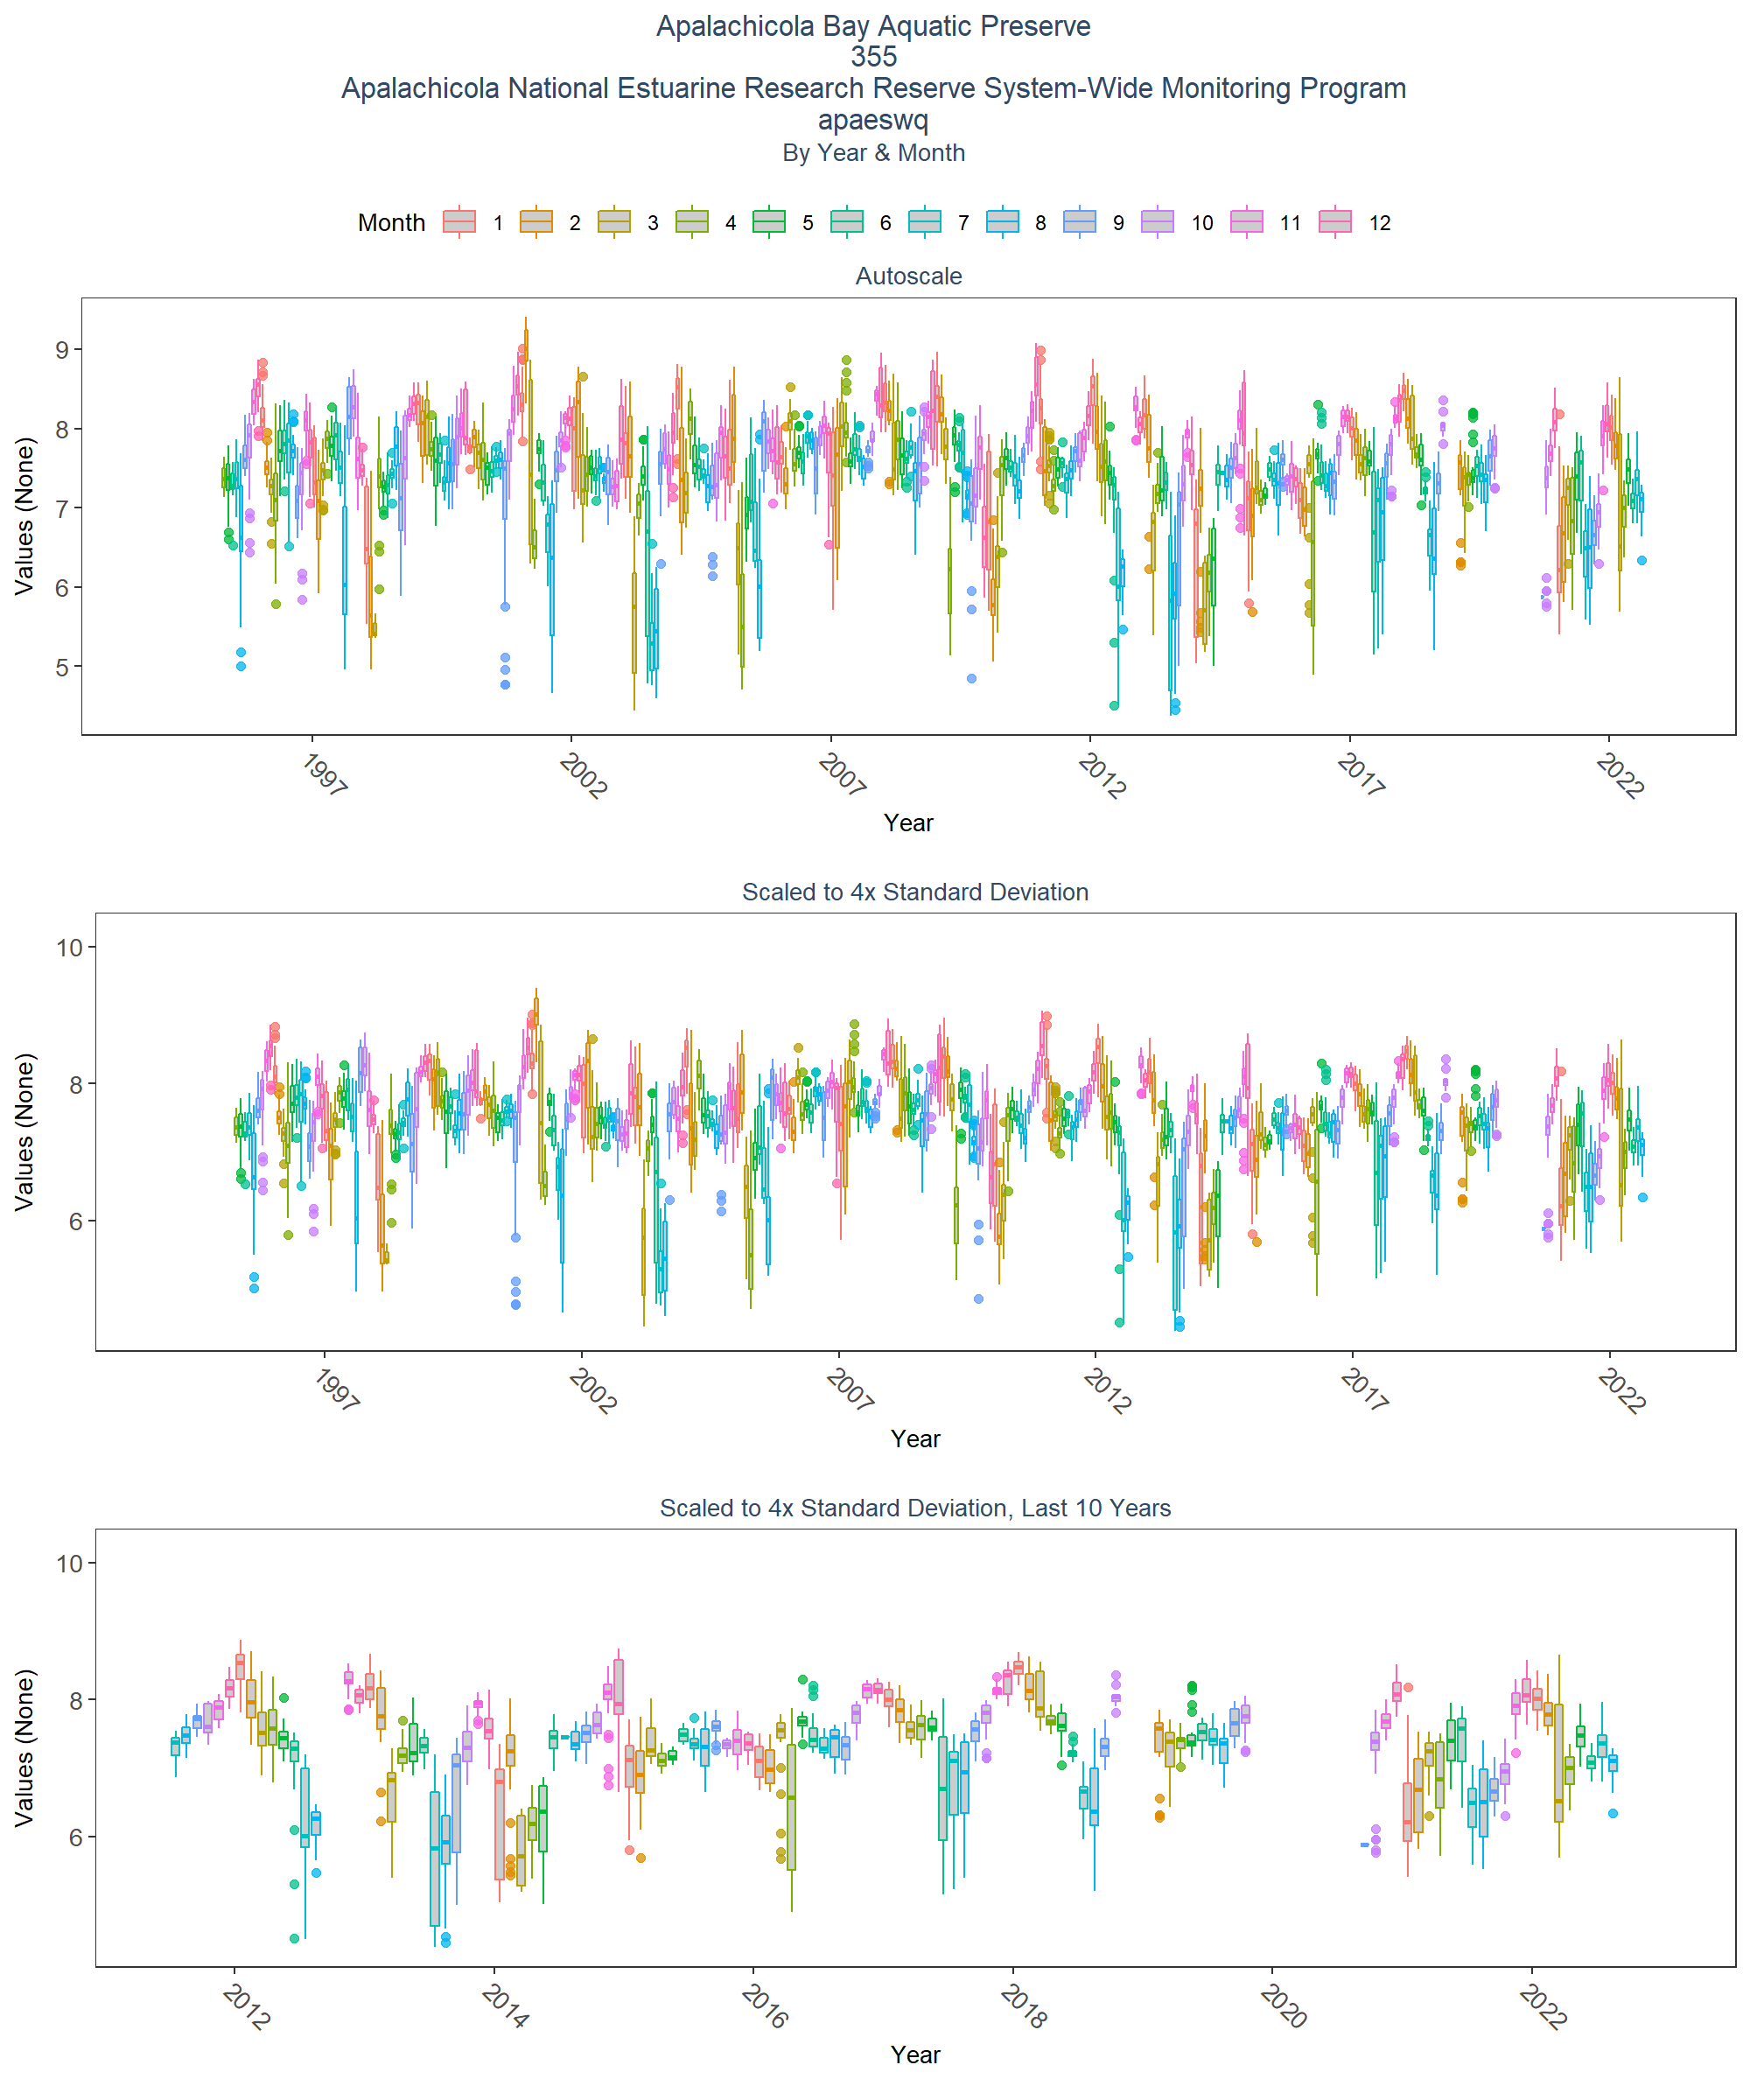 Apalachicola Bay Aquatic Preserve
355
Apalachicola National Estuarine Research Reserve System-Wide Monitoring Program
apaeswq
By Year & Month
Month 1 2 3 4 5 6 7 8 9 10 11 12
Autoscale
Values (None)
9
8
7
6
5
1997 2002 2007 2012 2017 2022
Year
Scaled to 4x Standard Deviation
Values (None)
10
8
6
1997 2002 2007 2012 2017 2022
Year
Scaled to 4x Standard Deviation, Last 10 Years
Values (None)
10
8
6
2012 2014 2016 2018 2020 2022
Year